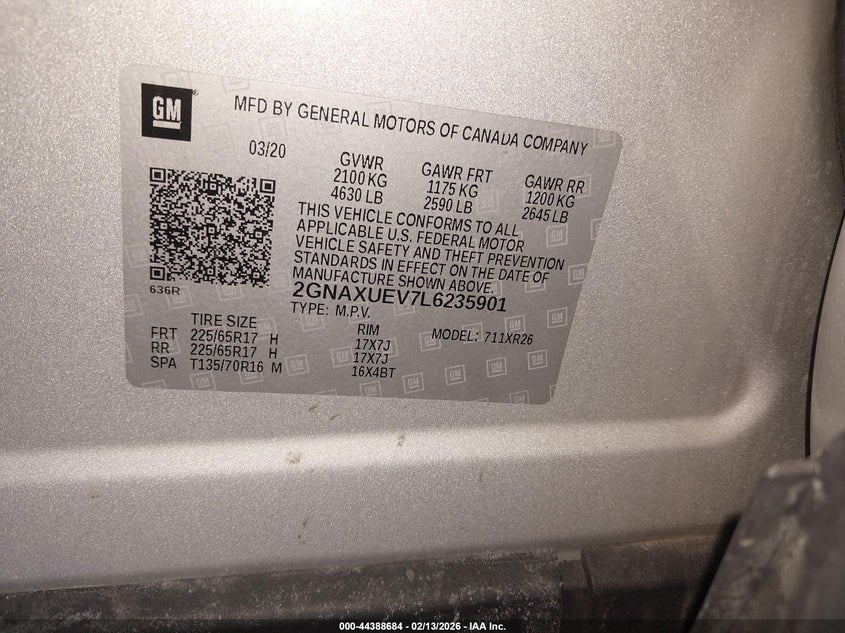 GM
MFD BY GENERAL MOTORS OF CANADA COMPANY
03/20
GVWR
2100 KG
4630 LB
GAWR FRT
1175 KG
2590 LB
GAWR RR
1200 KG
2645 LB
THIS VEHICLE CONFORMS TO ALL
APPLICABLE U.S. FEDERAL MOTOR
VEHICLE SAFETY AND THEFT PREVENTION
STANDARDS IN EFFECT ON THE DATE OF
MANUFACTURE SHOWN ABOVE.
636R
2GNAXUEV7L6235901
TYPE: M.P.V.
MODEL: 711XR26
TIRE SIZE RIM
FRT 225/65R17 H 17X7J
RR 225/65R17 H 17X7J
SPA T135/70R16 M 16X4BT
000-44388684 - 02/13/2026 - IAA Inc.